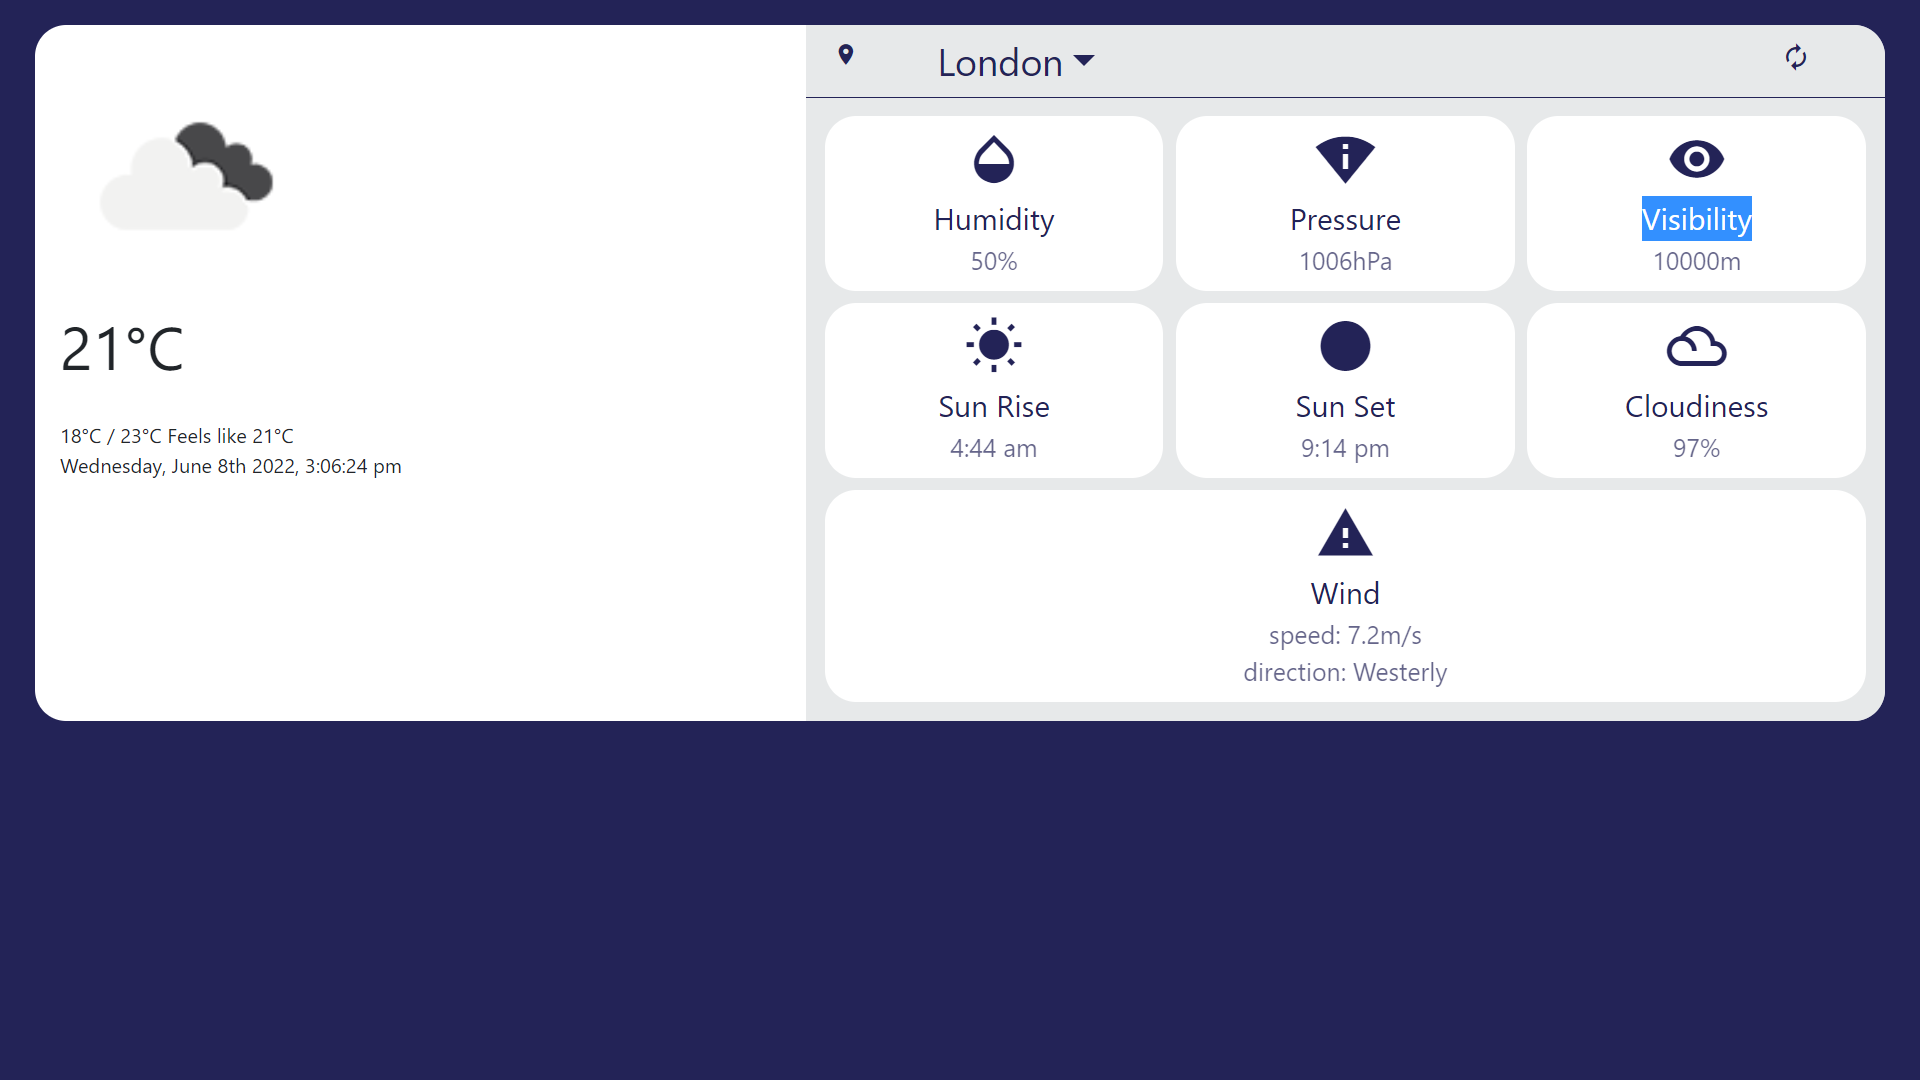 21°C
18°C / 23°C Feels like 21°C
Wednesday, June 8th 2022, 3:06:24 pm
London
Humidity
50%
Pressure
1006hPa
Visibility
10000m
Sun Rise
4:44 am
Sun Set
9:14 pm
Cloudiness
97%
Wind
speed: 7.2m/s
direction: Westerly